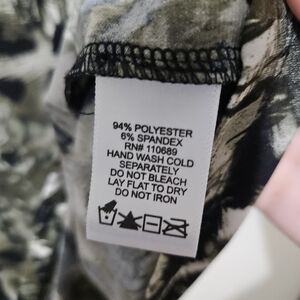 94% POLYESTER
6% SPANDEX
RN# 110689
HAND WASH COLD
SEPARATELY
DO NOT BLEACH
LAY FLAT TO DRY
DO NOT IRON